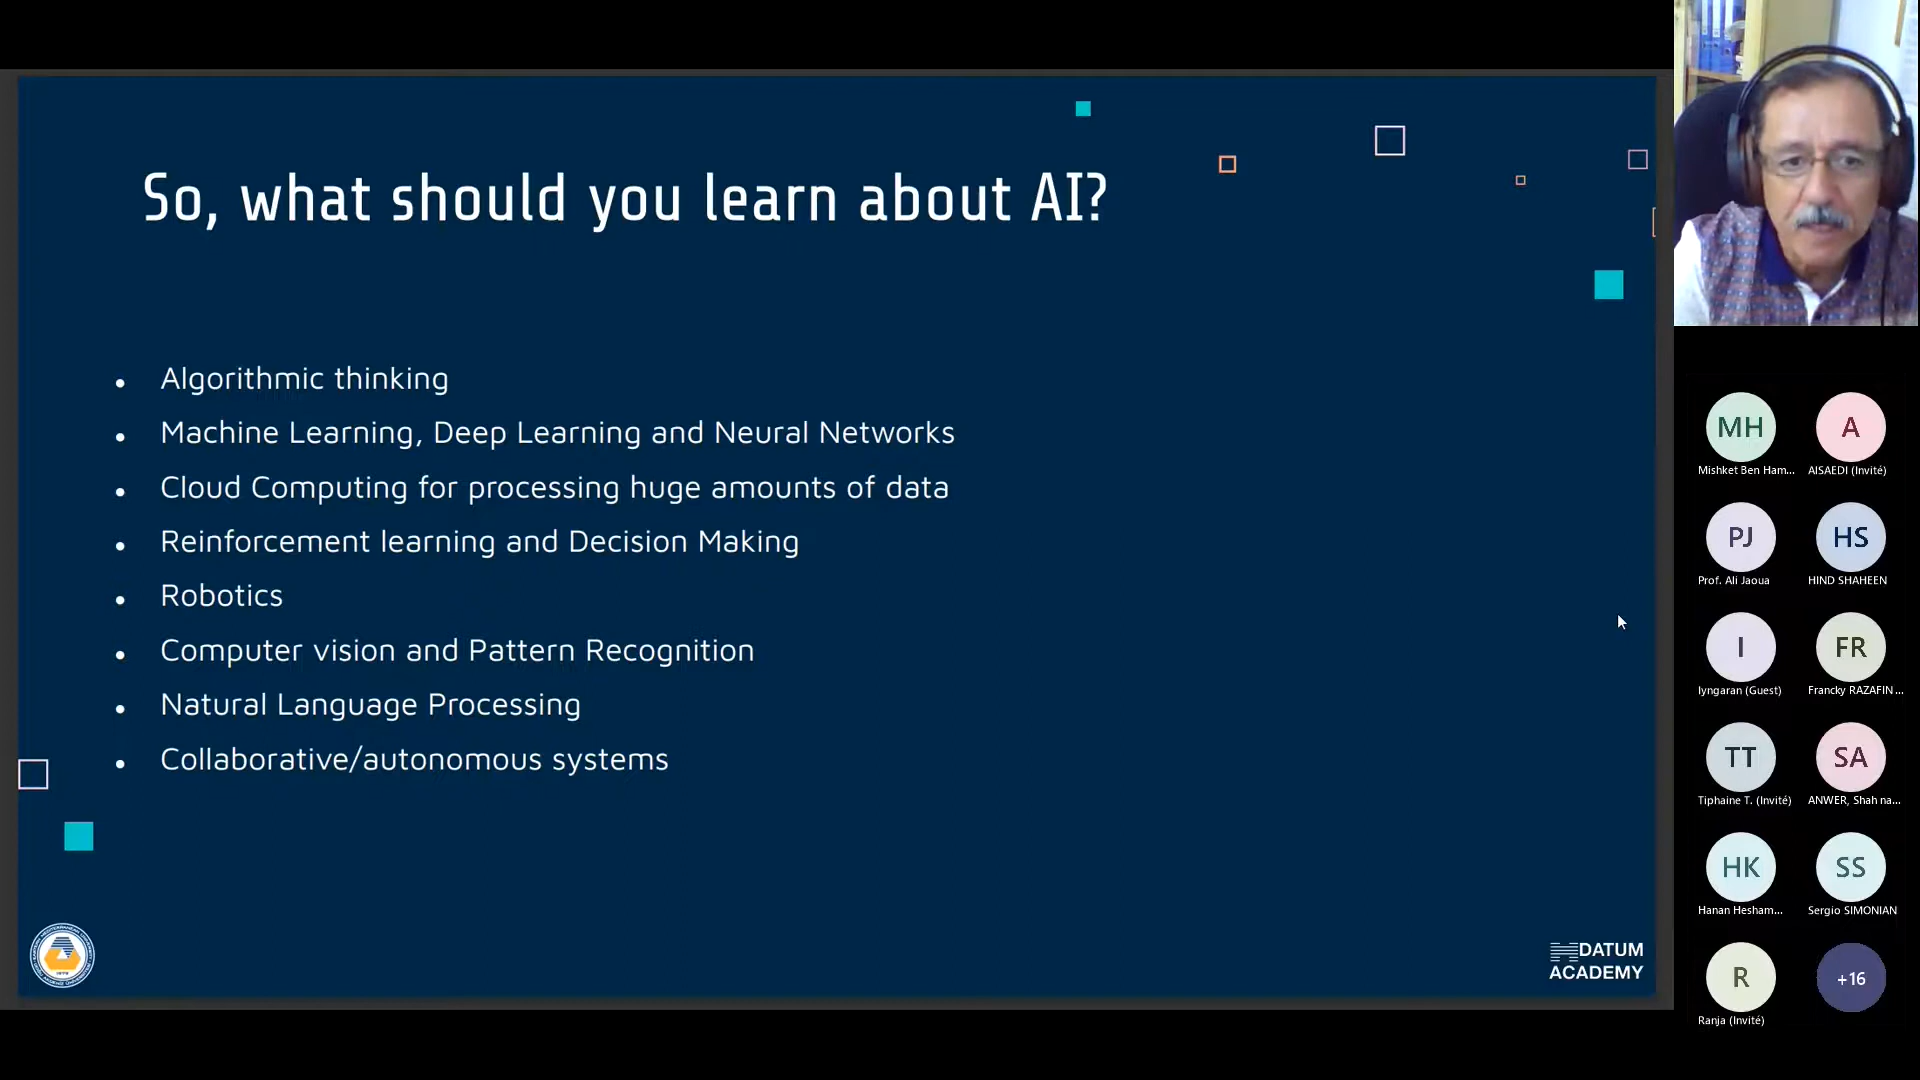 So, what should you learn about AI?
Algorithmic thinking
Machine Learning, Deep Learning and Neural Networks
Cloud Computing for processing huge amounts of data
Reinforcement learning and Decision Making
Robotics
Computer vision and Pattern Recognition
Natural Language Processing
Collaborative/autonomous systems
DATUM
ACADEMY
MH
A
Mishket Ben Ham...
AISAEDI (Invité)
PJ
HS
Prof. Ali Jaoua
HIND SHAHEEN
I
FR
Iyngaran (Guest)
Francky RAZAFIN...
TT
SA
Tiphaine T. (Invité)
ANWER, Shah na...
HK
SS
Hanan Hesham...
Sergio SIMONIAN
R
+16
Ranja (Invité)